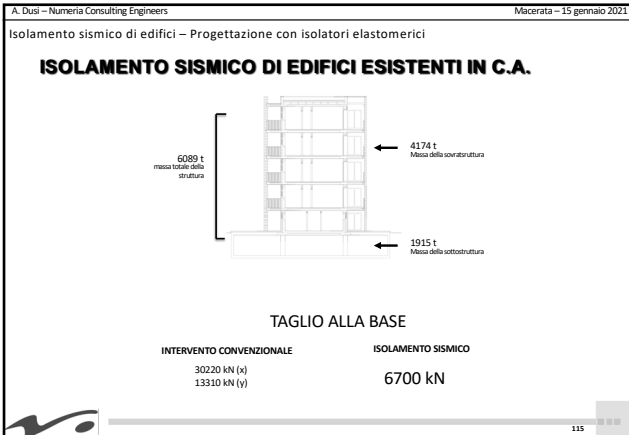 A. Dusi – Numeria Consulting Engineers
Macerata – 15 gennaio 2021
Isolamento sismico di edifici – Progettazione con isolatori elastomerici
ISOLAMENTO SISMICO DI EDIFICI ESISTENTI IN C.A.
6089 t
massa totale della
struttura
4174 t
Massa della sovratsruttura
1915 t
Massa della sottostruttura
TAGLIO ALLA BASE
INTERVENTO CONVENZIONALE
30220 kN (x)
13310 kN (y)
ISOLAMENTO SISMICO
6700 kN
115